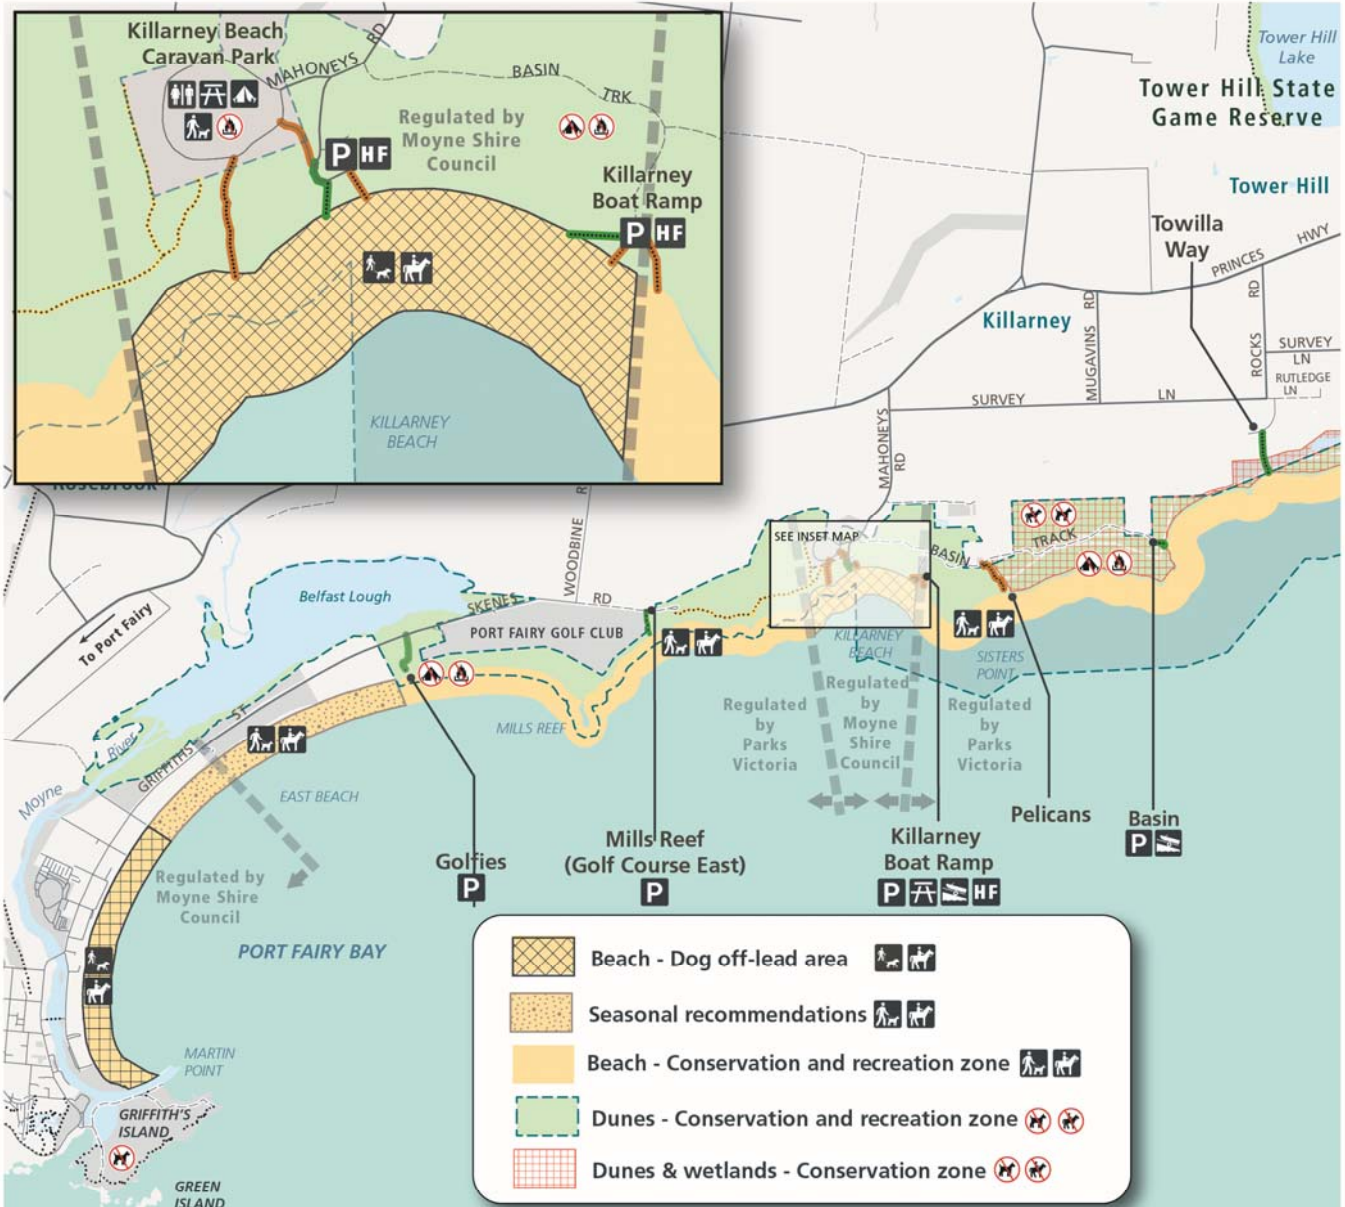 Killarney Beach
Caravan Park
MAHONEYS RD
BASIN
TRK
Regulated by
Moyne Shire
Council
P HF
Killarney
Boat Ramp
P HF
KILLARNEY
BEACH
Tower Hill
Lake
Tower Hill State
Game Reserve
Tower Hill
Towilla
Way
PRINCES HWY
Killarney
MUGAVINS RD
ROCKS RD
SURVEY
LN
RUTLEDGE
LN
SURVEY LN
MAHONEYS
RD
Rosebrook
WOODBINE R
SEE INSET MAP
BASIN TRACK
To Port Fairy
Belfast Lough
SKENES RD
PORT FAIRY GOLF CLUB
KILLARNEY
BEACH
SISTERS
POINT
MILLS REEF
Regulated
by
Parks
Victoria
Regulated
by
Moyne
Shire
Council
Regulated
by
Parks
Victoria
Moyne River
GRIFFITHS ST
EAST BEACH
Regulated by
Moyne Shire
Council
PORT FAIRY BAY
Golfies
P
Mills Reef
(Golf Course East)
P
Killarney
Boat Ramp
P HF
Pelicans
Basin
P
MARTIN
POINT
GRIFFITH'S
ISLAND
GREEN
ISLAND
Beach - Dog off-lead area
Seasonal recommendations
Beach - Conservation and recreation zone
Dunes - Conservation and recreation zone
Dunes & wetlands - Conservation zone